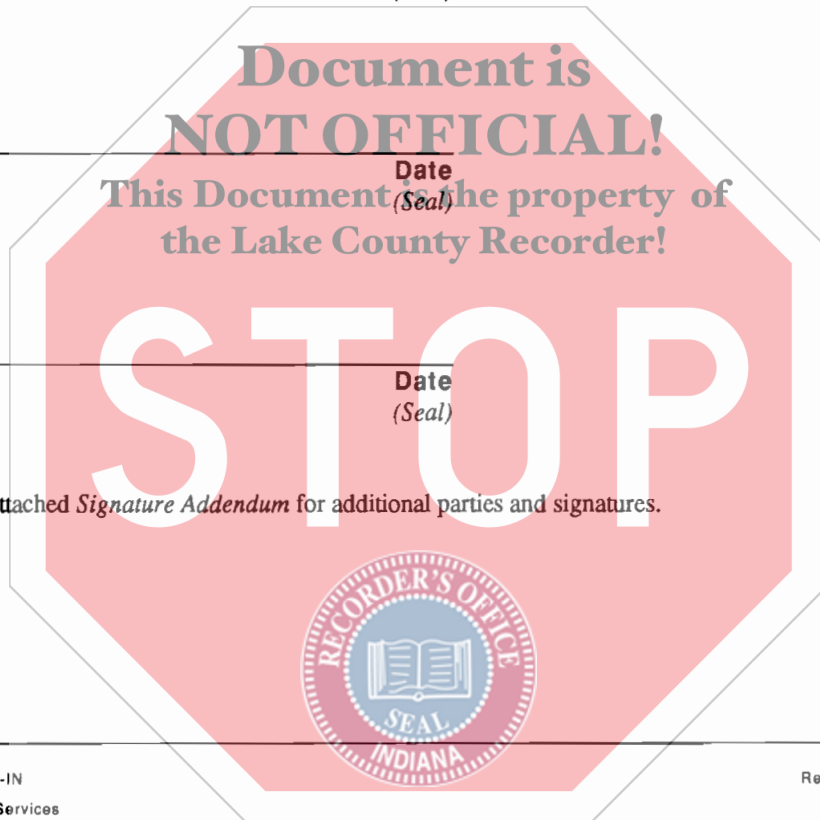 Document is
NOT OFFICIAL!
Date
This Document is the property of
(Seal)
the Lake County Recorder!
STOP
Date
(Seal)
ttached Signature Addendum for additional parties and signatures.
RECORDER'S OFFICE
SEAL
INDIANA
-IN
Re
Services